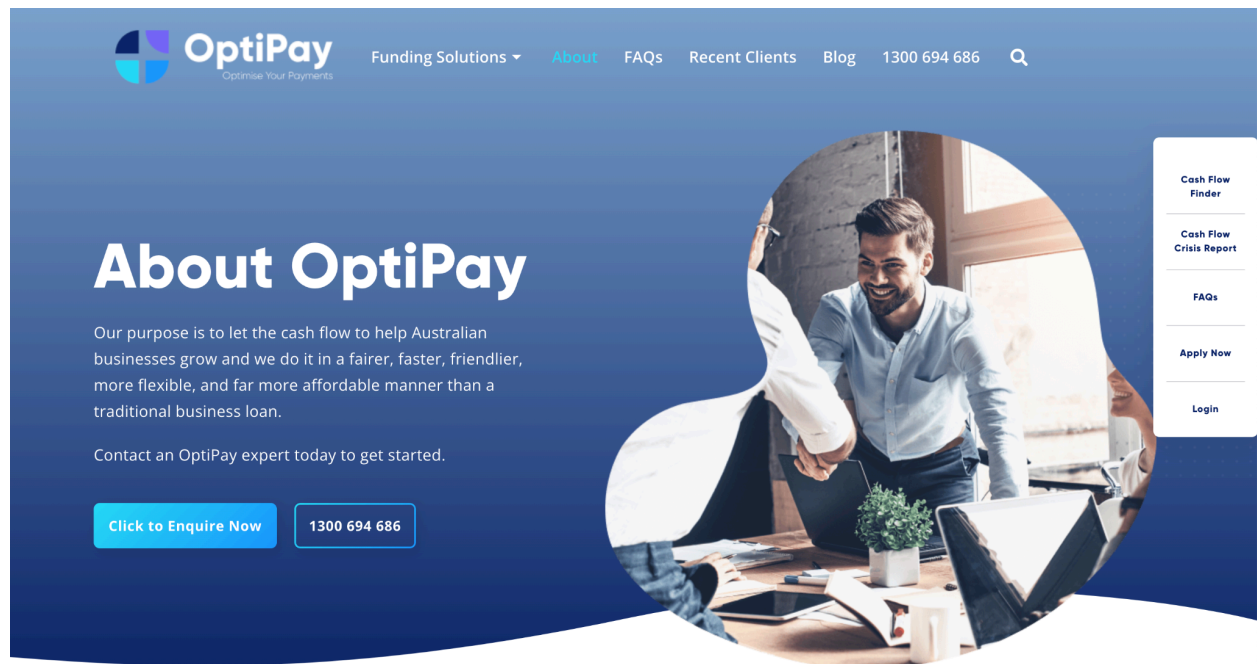 OptiPay
Optimise Your Payments
Funding Solutions
About
FAQs
Recent Clients
Blog
1300 694 686
About OptiPay
Our purpose is to let the cash flow to help Australian
businesses grow and we do it in a fairer, faster, friendlier,
more flexible, and far more affordable manner than a
traditional business loan.
Contact an OptiPay expert today to get started.
Click to Enquire Now
1300 694 686
Cash Flow
Finder
Cash Flow
Crisis Report
FAQs
Apply Now
Login